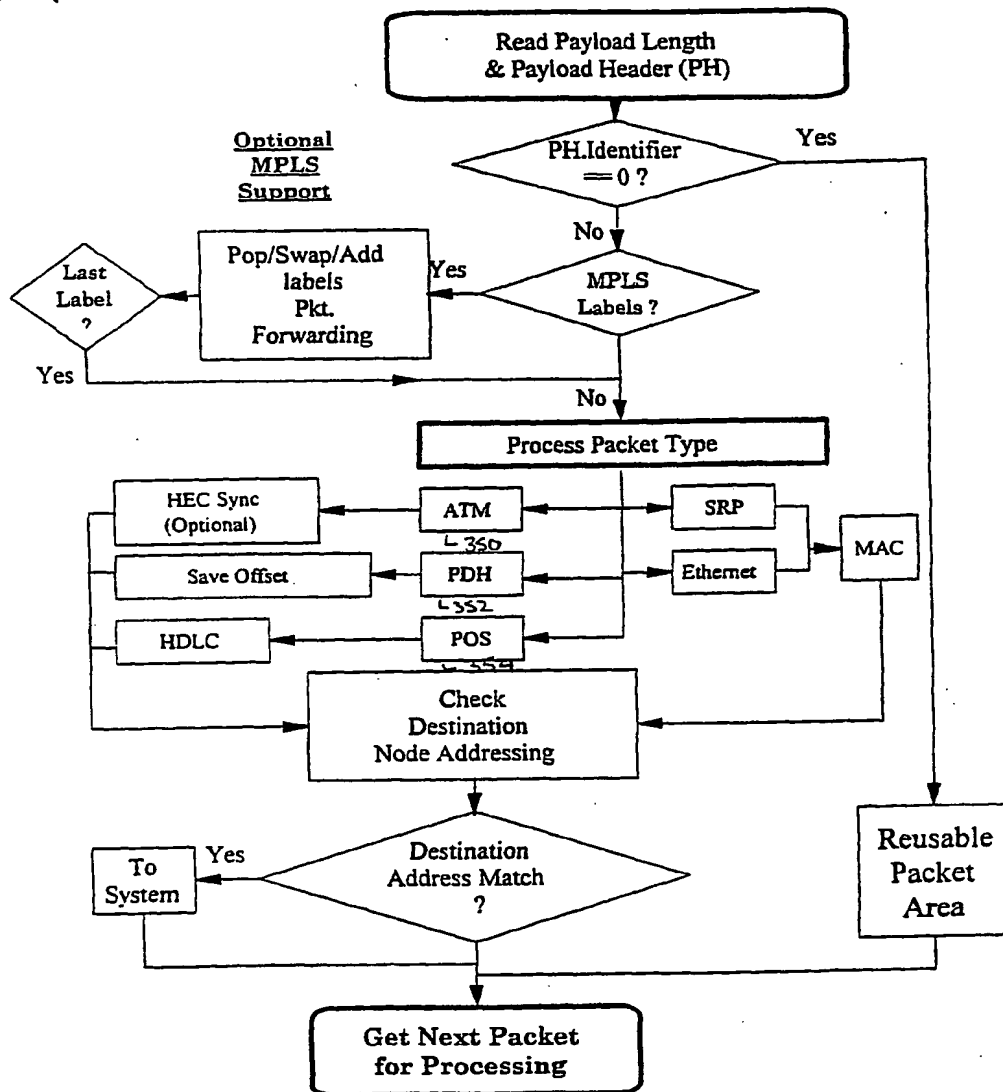 Read Payload Length
& Payload Header (PH)
Optional
MPLS
Support
PH.Identifier
== 0 ?
Yes
No
Last
Label
?
Pop/Swap/Add
labels
Pkt.
Forwarding
Yes
MPLS
Labels ?
Yes
No
Process Packet Type
HEC Sync
(Optional)
ATM
SRP
350
MAC
Save Offset
PDH
Ethernet
352
HDLC
POS
354
Check
Destination
Node Addressing
To
System
Yes
Destination
Address Match
?
Reusable
Packet
Area
Get Next Packet
for Processing